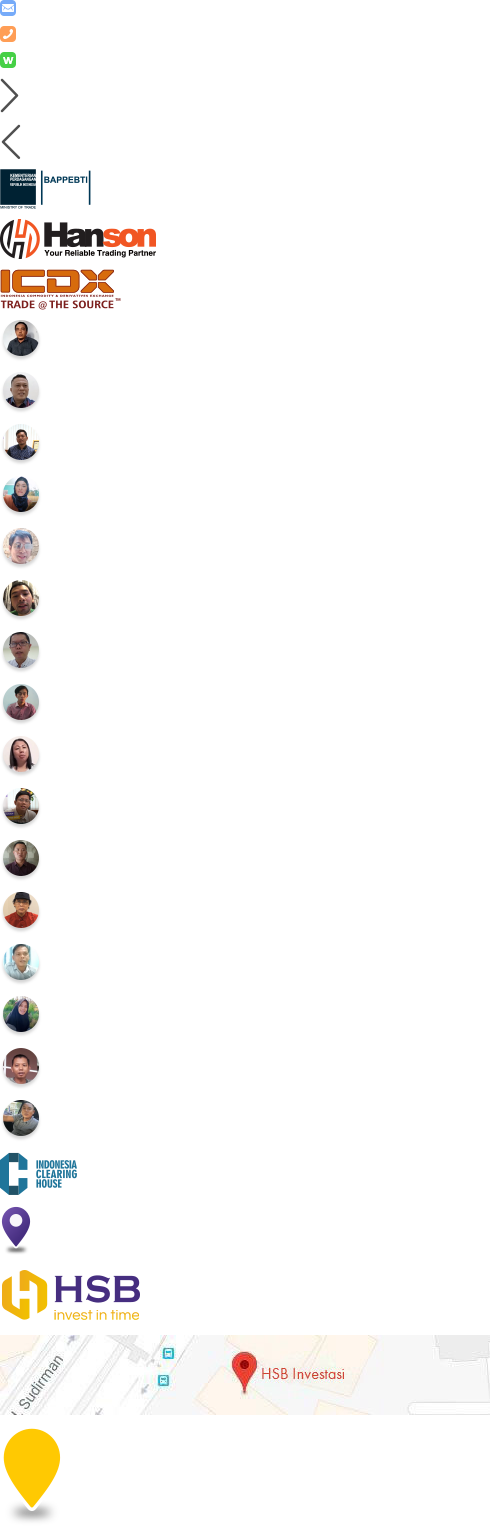 W
KEMENTERIAN
PERDAGANGAN
REPUBLIK INDONESIA
BAPPEBTI
MINISTRY OF TRADE
Hanson
Your Reliable Trading Partner
ICDX
INDONESIA COMMODITY & DERIVATIVES EXCHANGE
TRADE @ THE SOURCE™
INDONESIA
CLEARING
HOUSE
HSB
invest in time
l. Sudirman
HSB Investasi